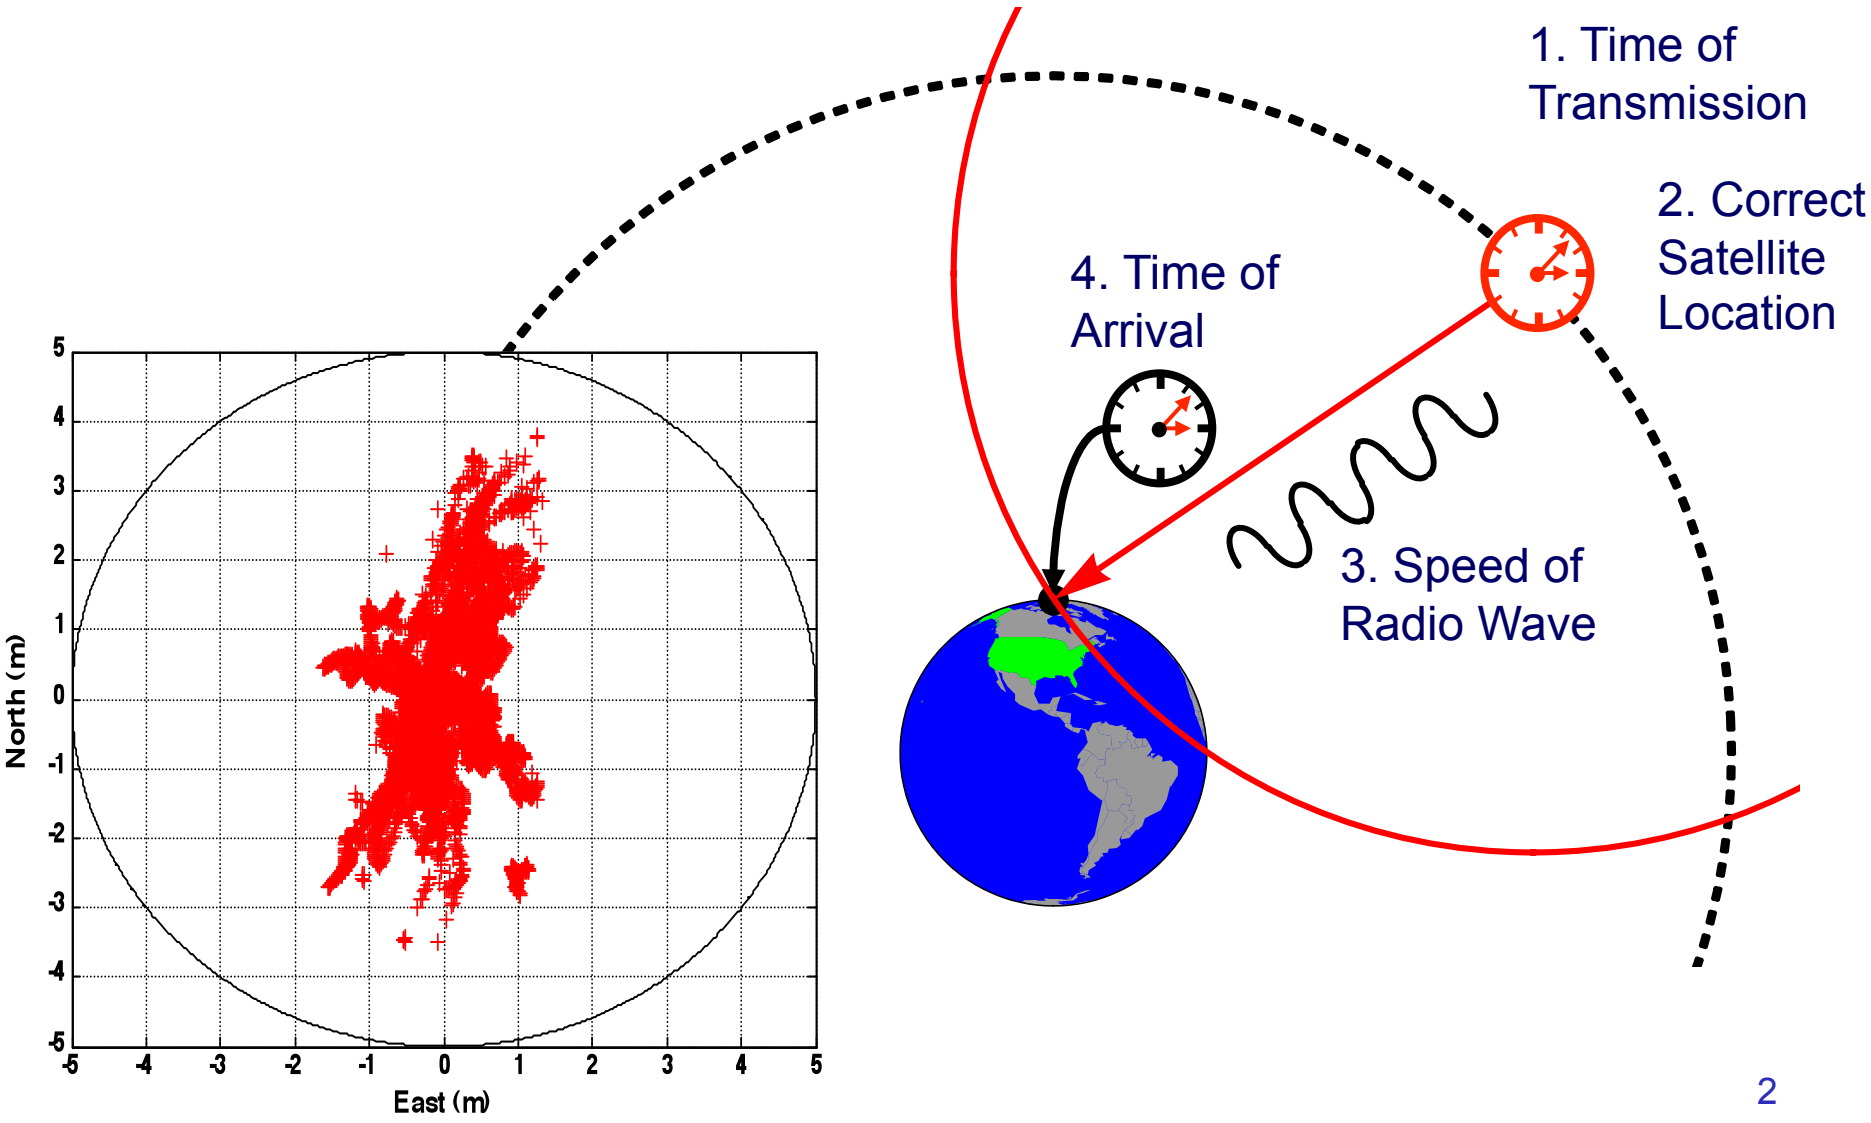 1. Time of
Transmission
2. Correct
Satellite
Location
4. Time of
Arrival
3. Speed of
Radio Wave
5
4
3
2
1
0
-1
-2
-3
-4
-5
North (m)
-5 -4 -3 -2 -1 0 1 2 3 4 5
East (m)
2